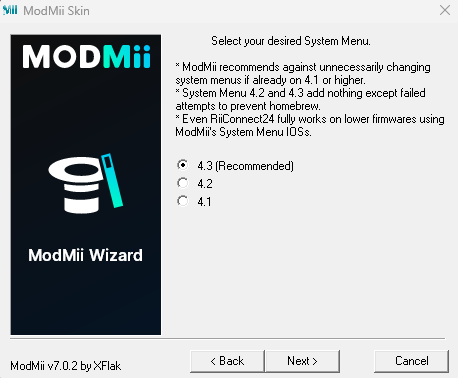 ModMii Skin
MODMii
Select your desired System Menu.
* ModMii recommends against unnecessarily changing
system menus if already on 4.1 or higher.
* System Menu 4.2 and 4.3 add nothing except failed
attempts to prevent homebrew.
* Even RiiConnect24 fully works on lower firmwares using
ModMii's System Menu IOSs.
4.3 (Recommended)
4.2
4.1
ModMii Wizard
ModMii v7.0.2 by XFlak
< Back
Next >
Cancel